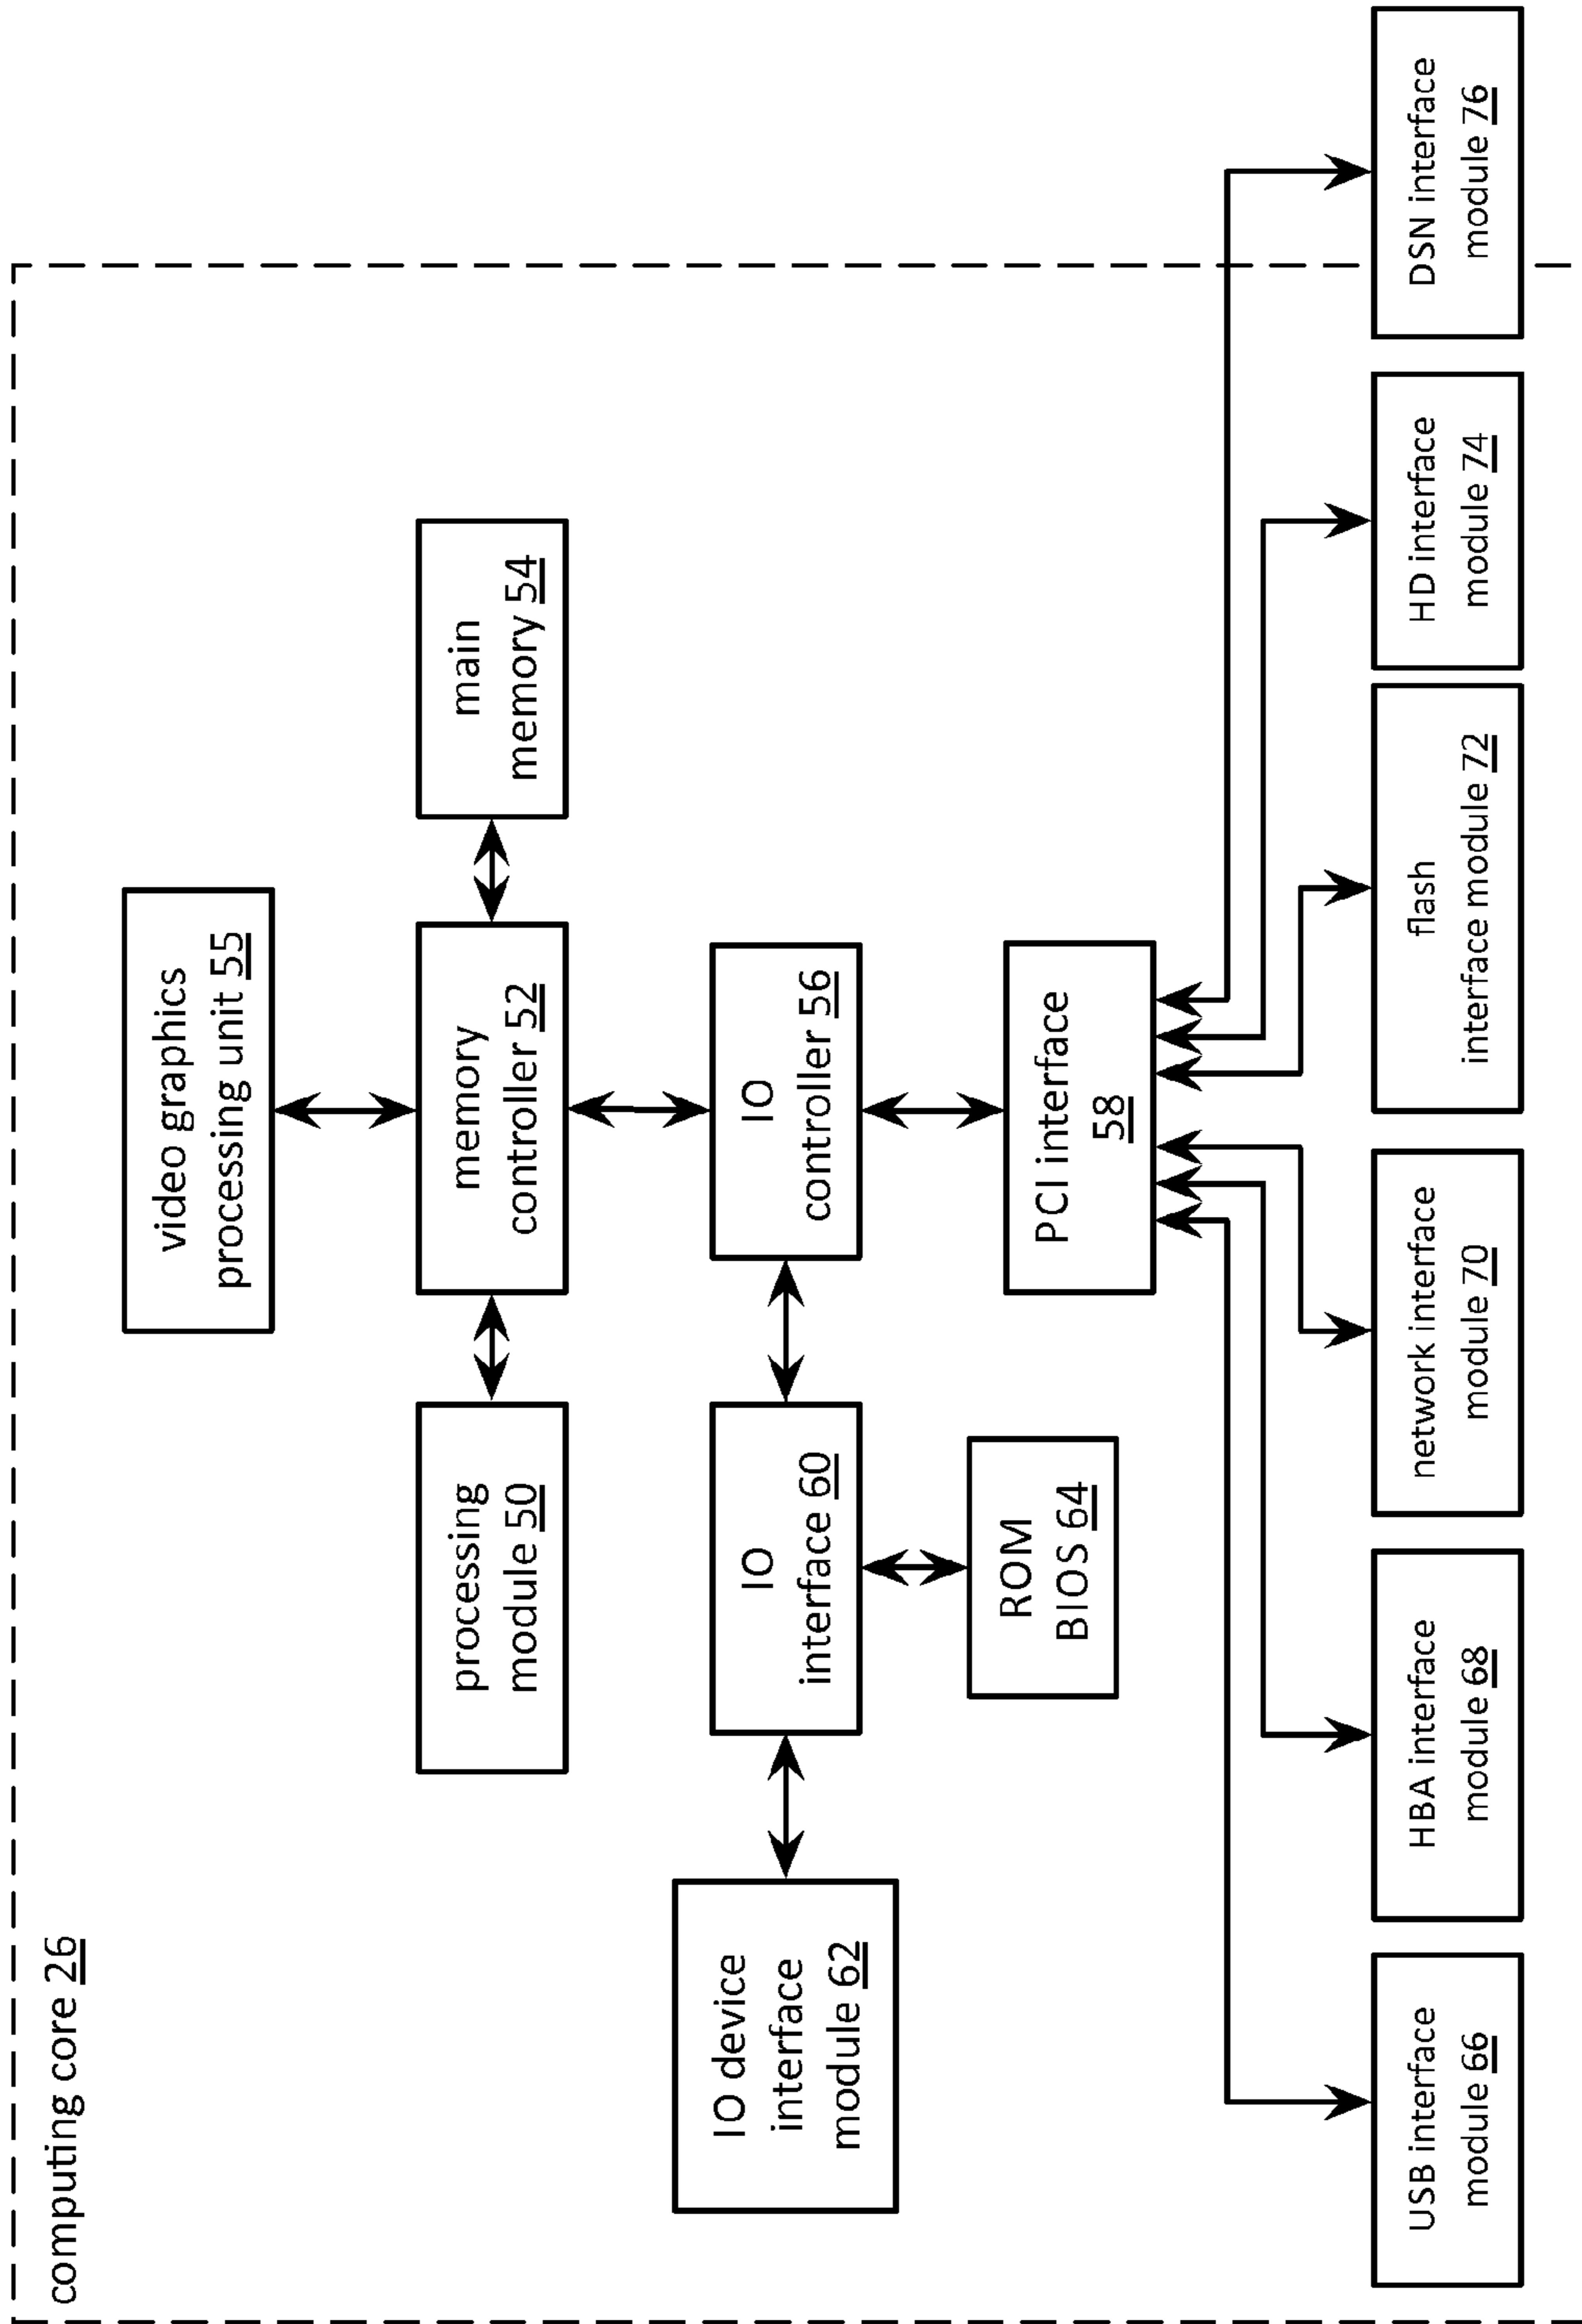 computing core 26
video graphics
processing unit 55
processing
module 50
memory
controller 52
main
memory 54
IO device
interface
module 62
IO
interface 60
IO
controller 56
ROM
BIOS 64
PCI interface
58
USB interface
module 66
HBA interface
module 68
network interface
module 70
flash
interface module 72
HD interface
module 74
DSN interface
module 76